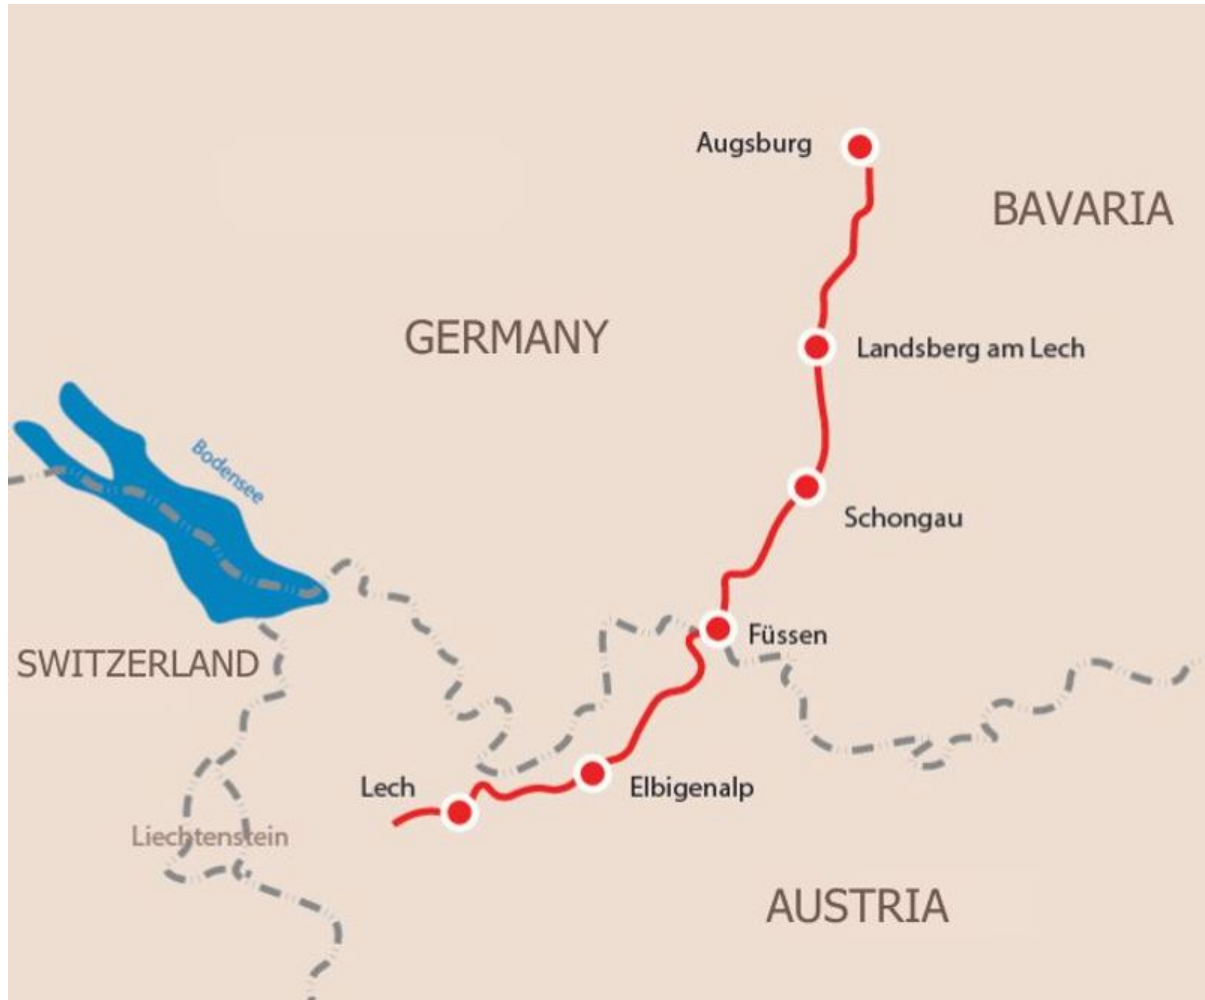 Augsburg
BAVARIA
GERMANY
Landsberg am Lech
Bodensee
Schongau
Füssen
SWITZERLAND
Lech
Elbigenalp
Liechtenstein
AUSTRIA